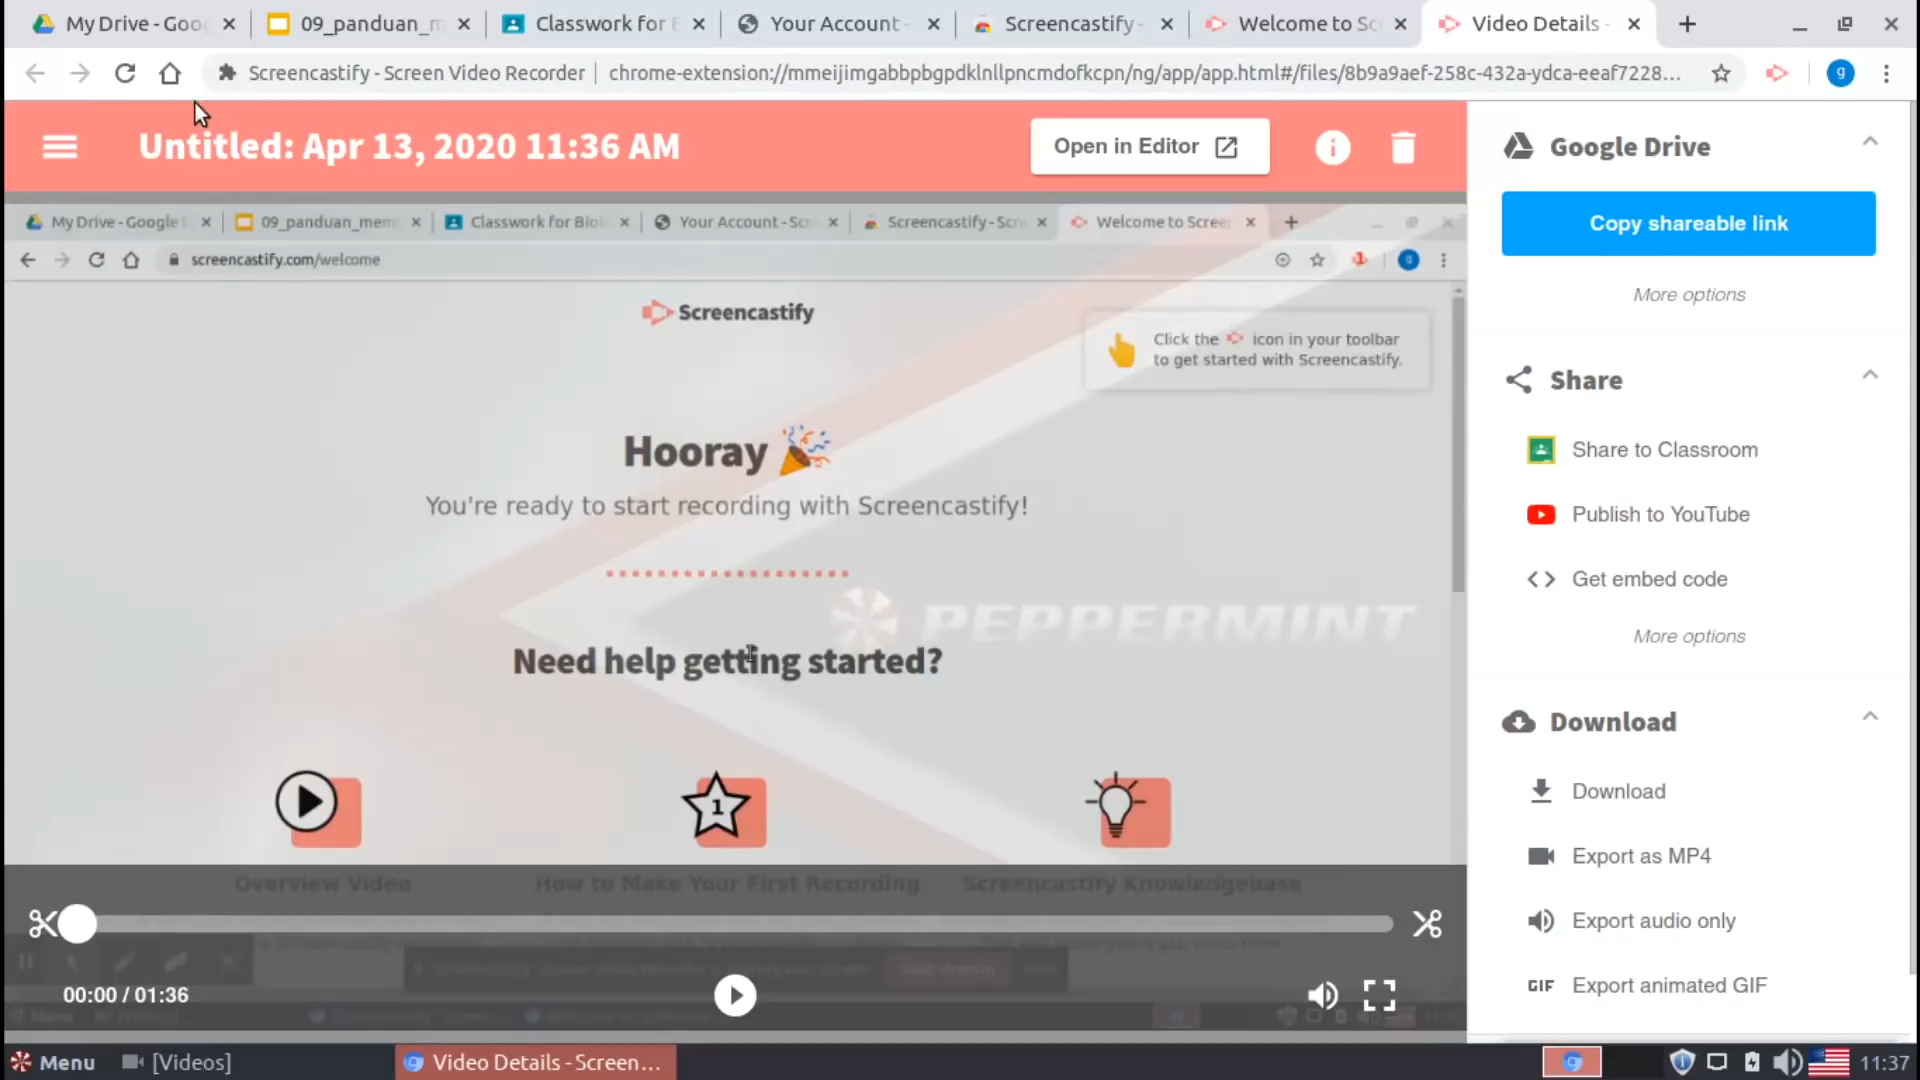 My Drive - Goog
09_panduan_m
Classwork for B
Your Account -
Screencastify -
Welcome to Sc
Video Details -
Screencastify - Screen Video Recorder
chrome-extension://mmeijimgabbpbgpdklnllpncmdofkcpn/ng/app/app.html#/files/8b9a9aef-258c-432a-ydca-eeaf7228...
g
Untitled: Apr 13, 2020 11:36 AM
Open in Editor
My Drive - Google
09_panduan_mem
Classwork for Biol
Your Account - Scr
Screencastify - Scr
Welcome to Scree
screencastify.com/welcome
1
g
Screencastify
Click the icon in your toolbar
to get started with Screencastify.
Hooray
You're ready to start recording with Screencastify!
PEPPERMINT
Need help getting started?
1
Overview Video
How to Make Your First Recording
Screencastify Knowledgebase
00:00 / 01:36
Google Drive
Copy shareable link
More options
Share
Share to Classroom
Publish to YouTube
Get embed code
More options
Download
Download
Export as MP4
Export audio only
GIF
Export animated GIF
Menu
[Videos]
Video Details - Screen...
11:37